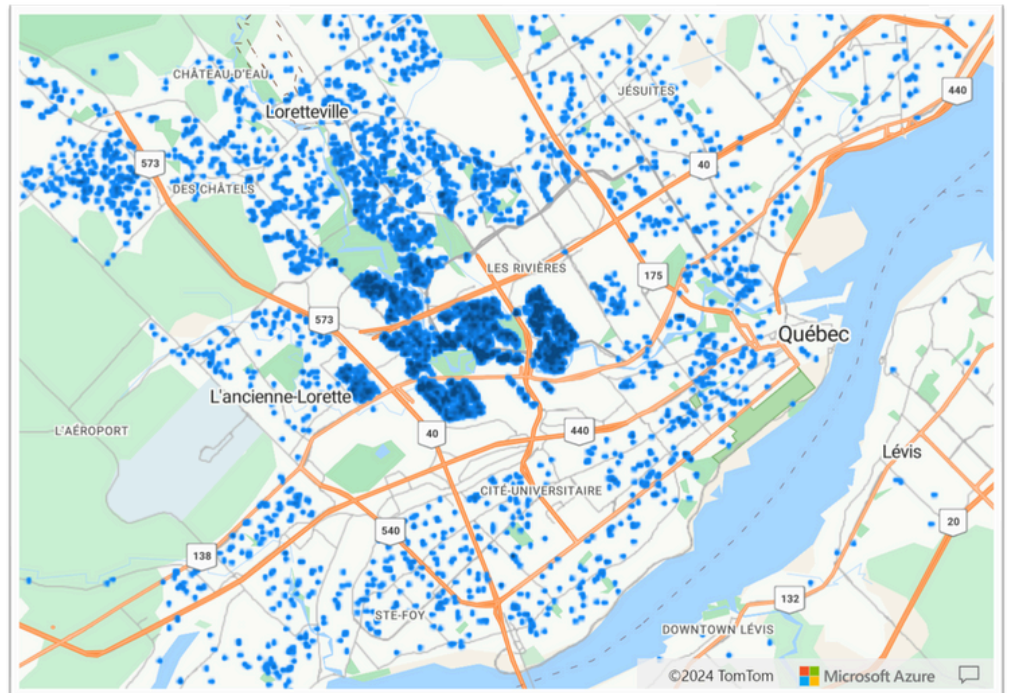 CHÂTEAU-D'EAU
JÉSUITES
440
Loretteville
573
40
DES CHÂTELS
LES RIVIÈRES
175
573
Québec
L'ancienne-Lorette
L'AÉROPORT
40
440
Lévis
CITÉ-UNIVERSITAIRE
540
20
138
132
STE-FOY
DOWNTOWN LÉVIS
©2024 TomTom Microsoft Azure